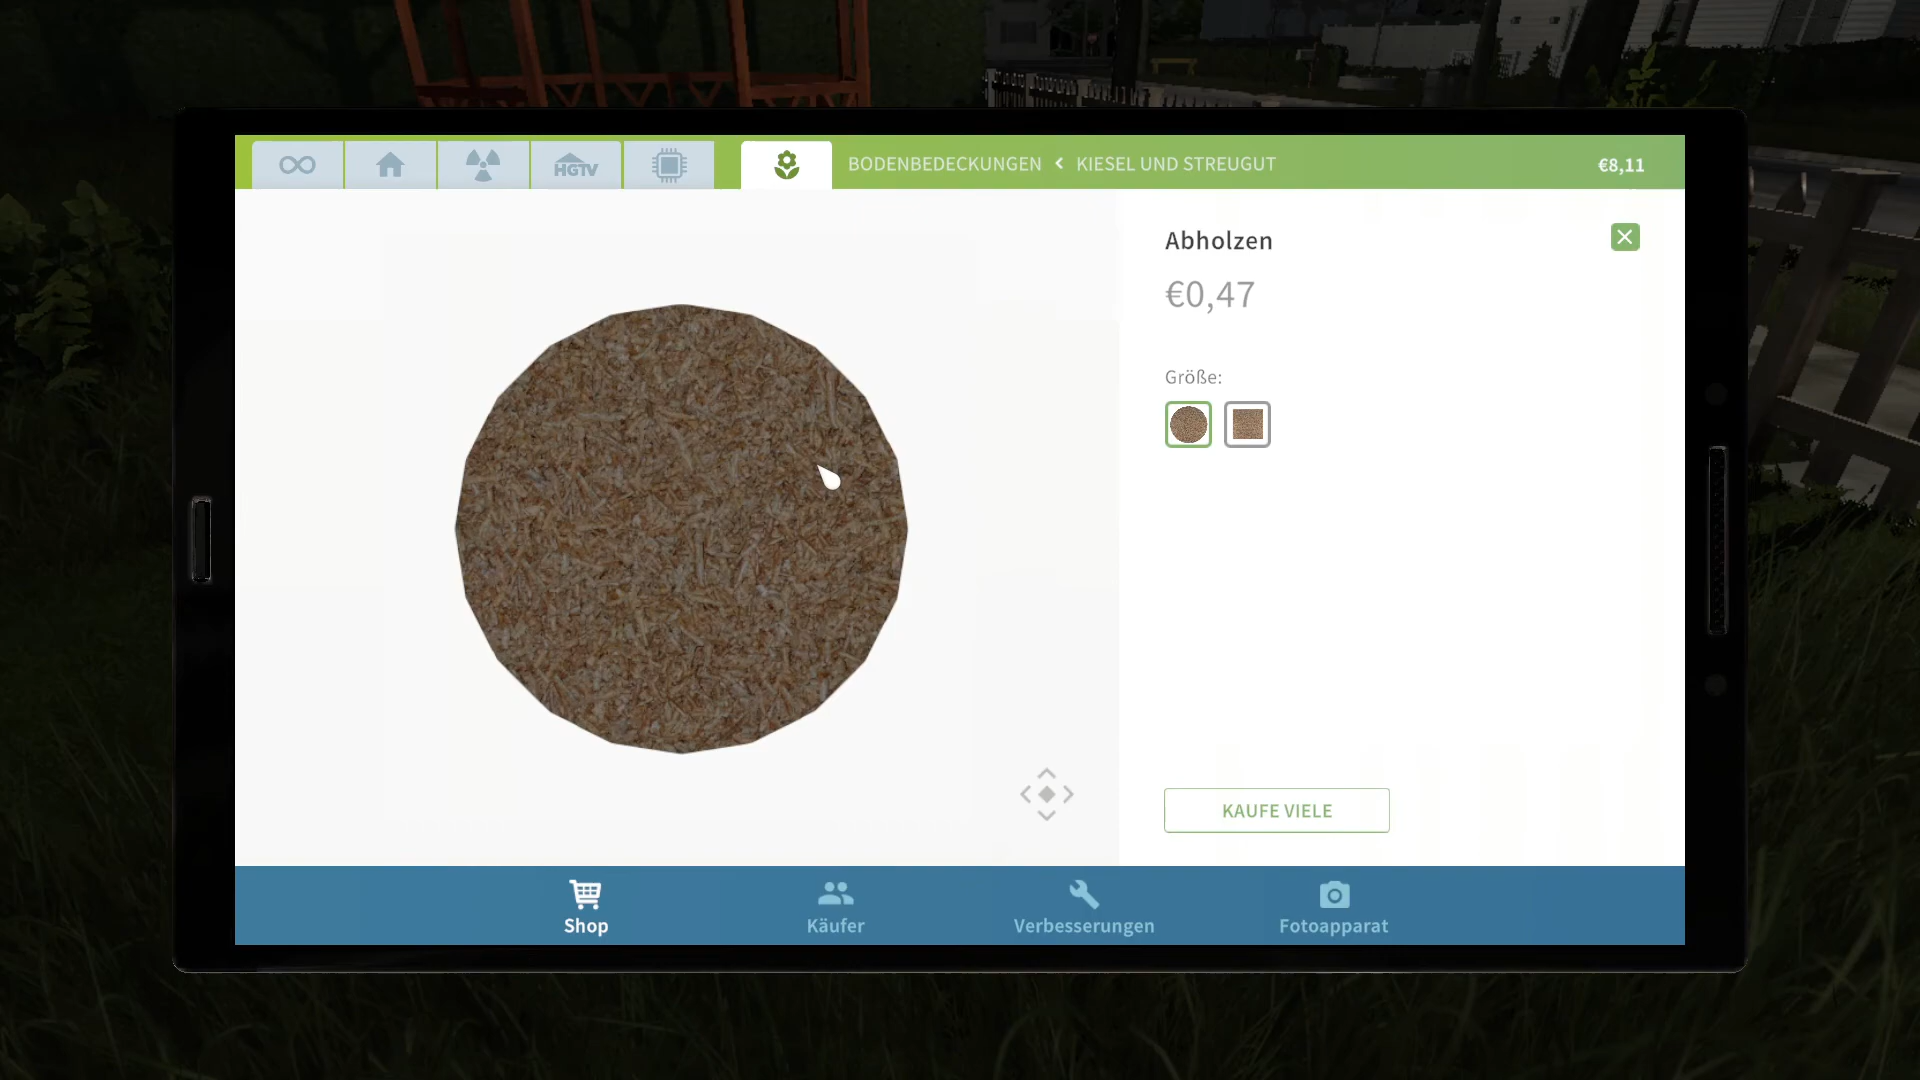 HGTV
BODENBEDECKUNGEN < KIESEL UND STREUGUT
€8,11
Abholzen
€0,47
Größe:
KAUFE VIELE
Shop
Käufer
Verbesserungen
Fotoapparat